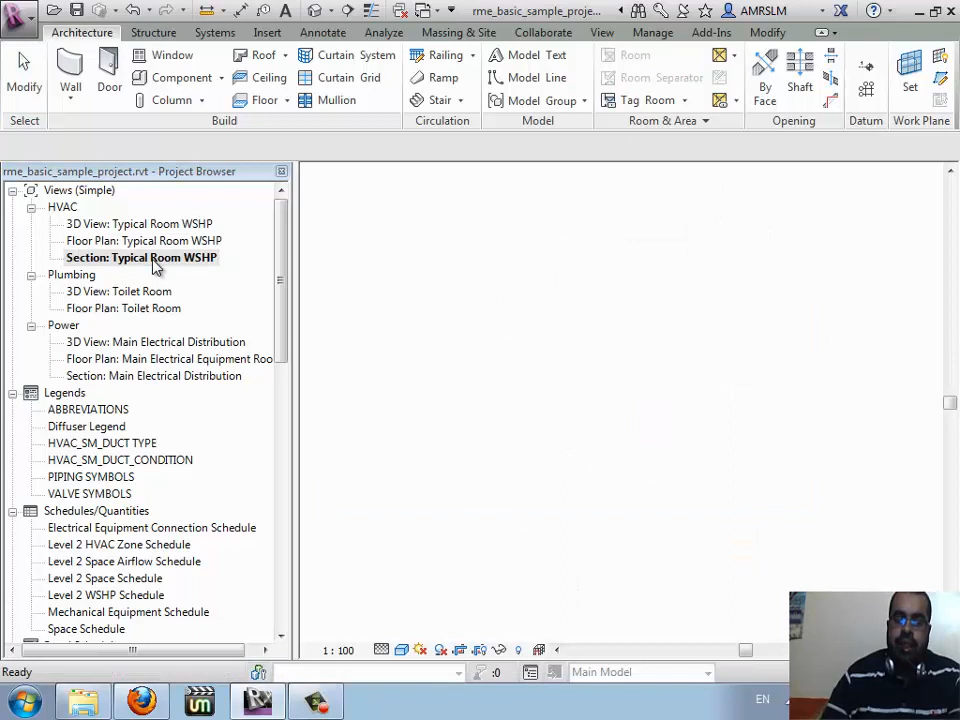 rme_basic_sample_proje...
AMRSLM
Architecture Structure Systems Insert Annotate Analyze Massing & Site Collaborate View Manage Add-Ins Modify
Modify
Wall
Door
Window
Component
Column
Roof
Ceiling
Floor
Curtain System
Curtain Grid
Mullion
Railing
Ramp
Stair
Model Text
Model Line
Model Group
Room
Room Separator
Tag Room
By Face
Shaft
Set
Select Build Circulation Model Room & Area Opening Datum Work Plane
rme_basic_sample_project.rvt - Project Browser
Views (Simple)
HVAC
3D View: Typical Room WSHP
Floor Plan: Typical Room WSHP
Section: Typical Room WSHP
Plumbing
3D View: Toilet Room
Floor Plan: Toilet Room
Power
3D View: Main Electrical Distribution
Floor Plan: Main Electrical Equipment Roo
Section: Main Electrical Distribution
Legends
ABBREVIATIONS
Diffuser Legend
HVAC_SM_DUCT TYPE
HVAC_SM_DUCT_CONDITION
PIPING SYMBOLS
VALVE SYMBOLS
Schedules/Quantities
Electrical Equipment Connection Schedule
Level 2 HVAC Zone Schedule
Level 2 Space Airflow Schedule
Level 2 Space Schedule
Level 2 WSHP Schedule
Mechanical Equipment Schedule
Space Schedule
1 : 100
Ready
:0
Main Model
EN